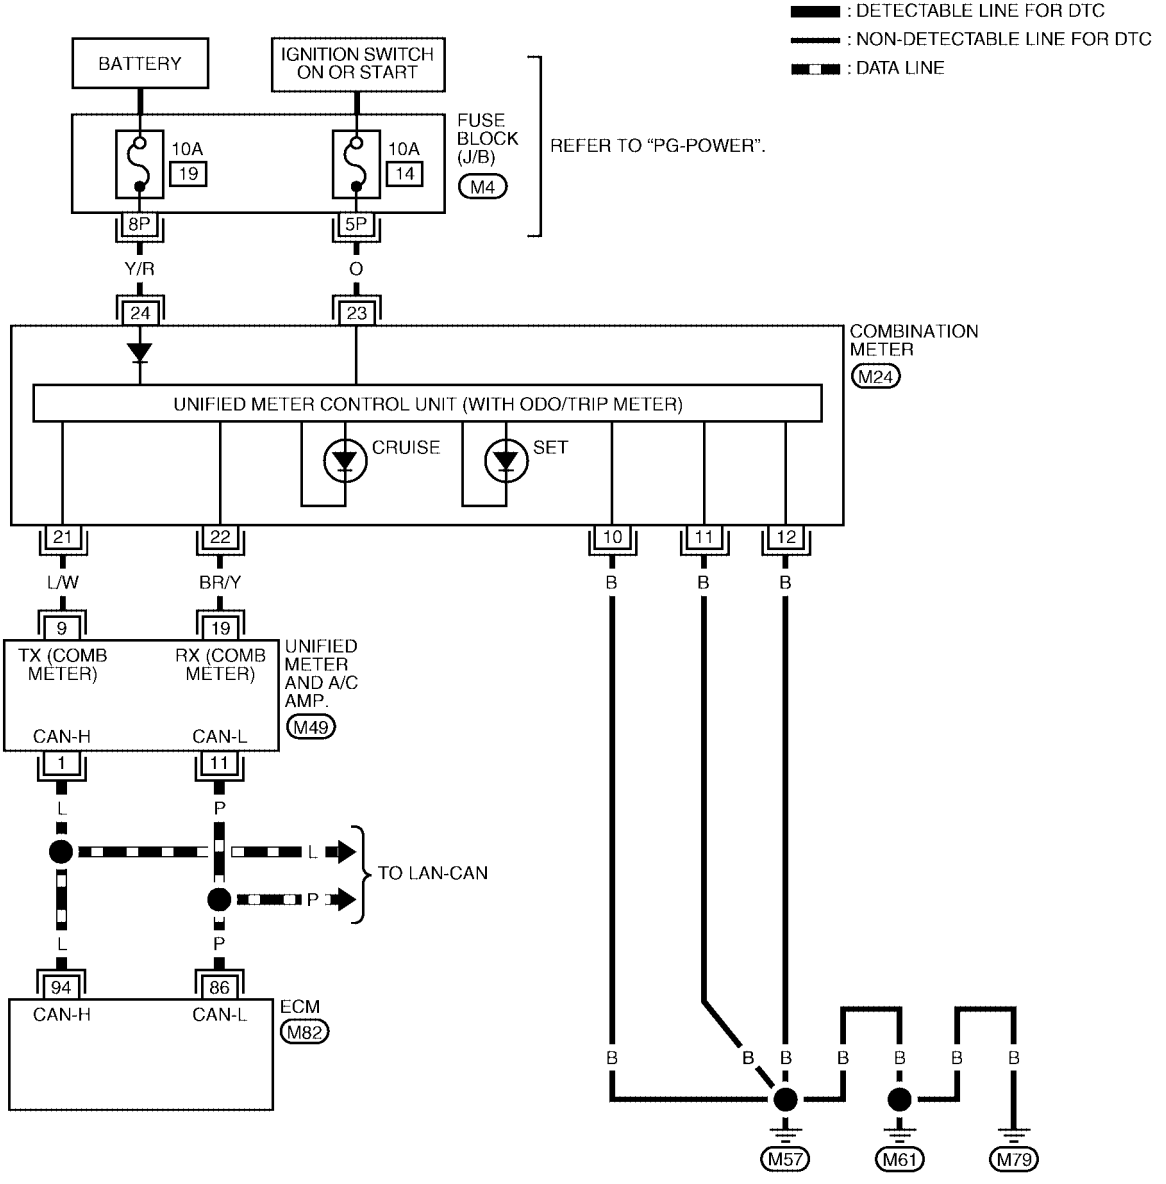 : DETECTABLE LINE FOR DTC
: NON-DETECTABLE LINE FOR DTC
: DATA LINE
BATTERY
IGNITION SWITCH
ON OR START
FUSE
BLOCK
(J/B)
M4
10A
19
10A
14
REFER TO “PG-POWER”.
8P
5P
Y/R
O
24
23
COMBINATION
METER
M24
UNIFIED METER CONTROL UNIT (WITH ODO/TRIP METER)
CRUISE
SET
21
22
10
11
12
L/W
BR/Y
B
B
B
9
19
TX (COMB
METER)
RX (COMB
METER)
UNIFIED
METER
AND A/C
AMP.
M49
CAN-H
CAN-L
1
11
L
P
L
P
TO LAN-CAN
L
P
94
86
CAN-H
CAN-L
ECM
M82
B
B
B
B
B
B
B
M57
M61
M79